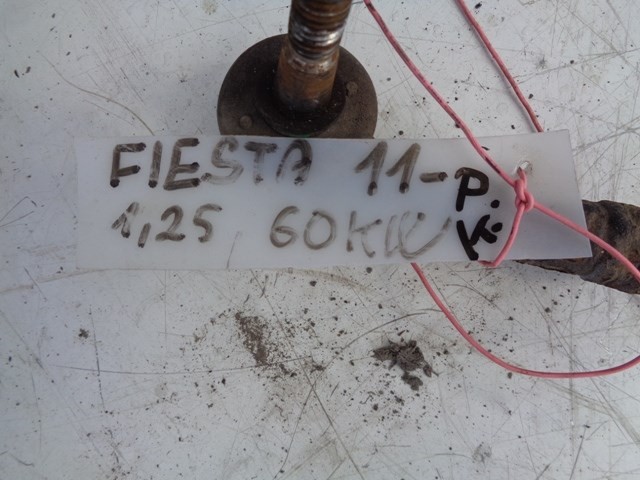 FIESTA 11- P.
1,25 60KW K.